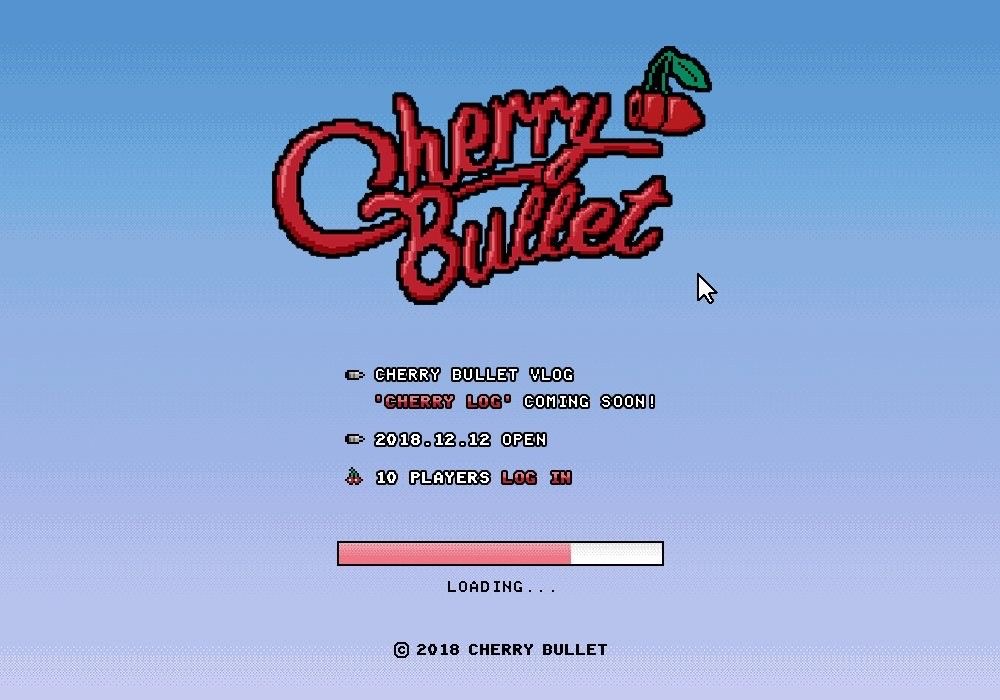 Cherry
Bullet
CHERRY BULLET VLOG
'CHERRY LOG' COMING SOON!
2018.12.12 OPEN
10 PLAYERS LOG IN
LOADING...
© 2018 CHERRY BULLET